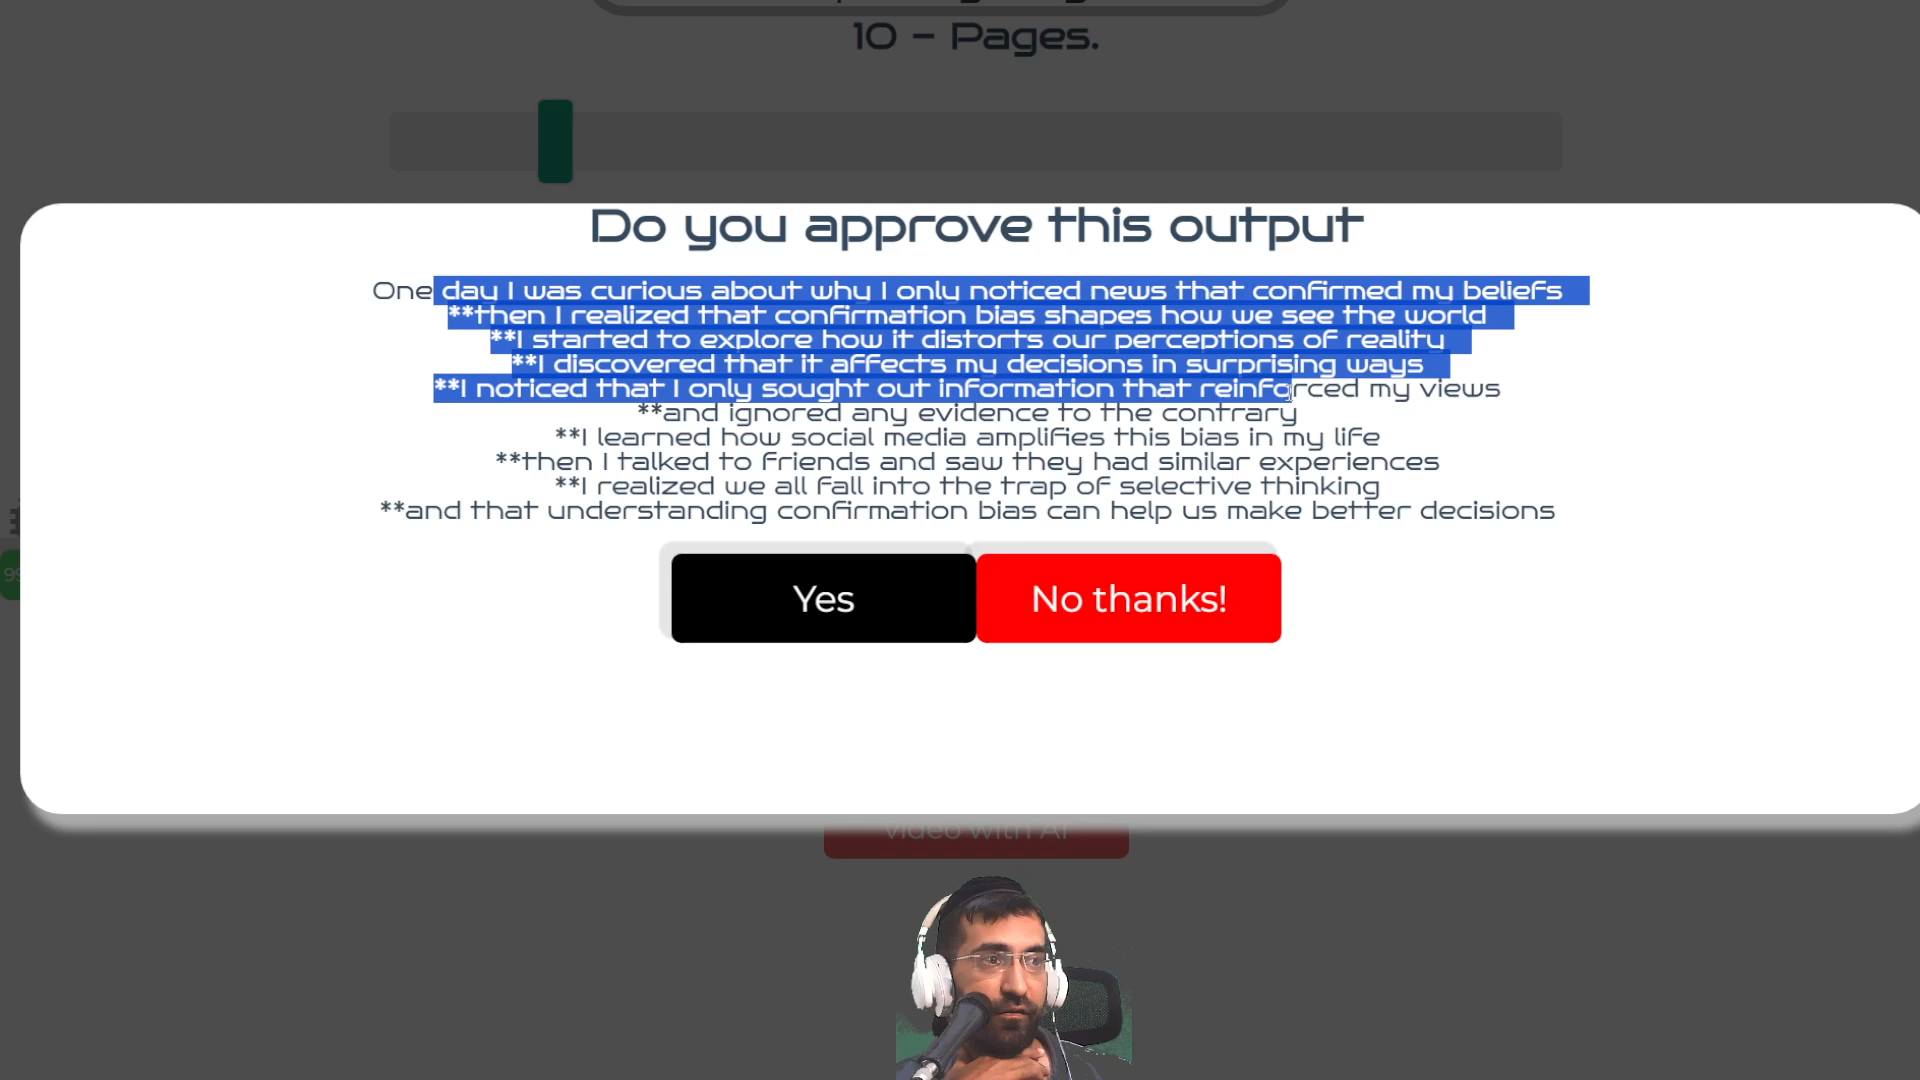 10 - Pages.
Do you approve this output
One day I was curious about why I only noticed news that confirmed my beliefs
**then I realized that confirmation bias shapes how we see the world
**I started to explore how it distorts our perceptions of reality
**I discovered that it affects my decisions in surprising ways
**I noticed that I only sought out information that reinforced my views
**and ignored any evidence to the contrary
**I learned how social media amplifies this bias in my life
**then I talked to friends and saw they had similar experiences
**I realized we all fall into the trap of selective thinking
**and that understanding confirmation bias can help us make better decisions
Yes
No thanks!
video with AI